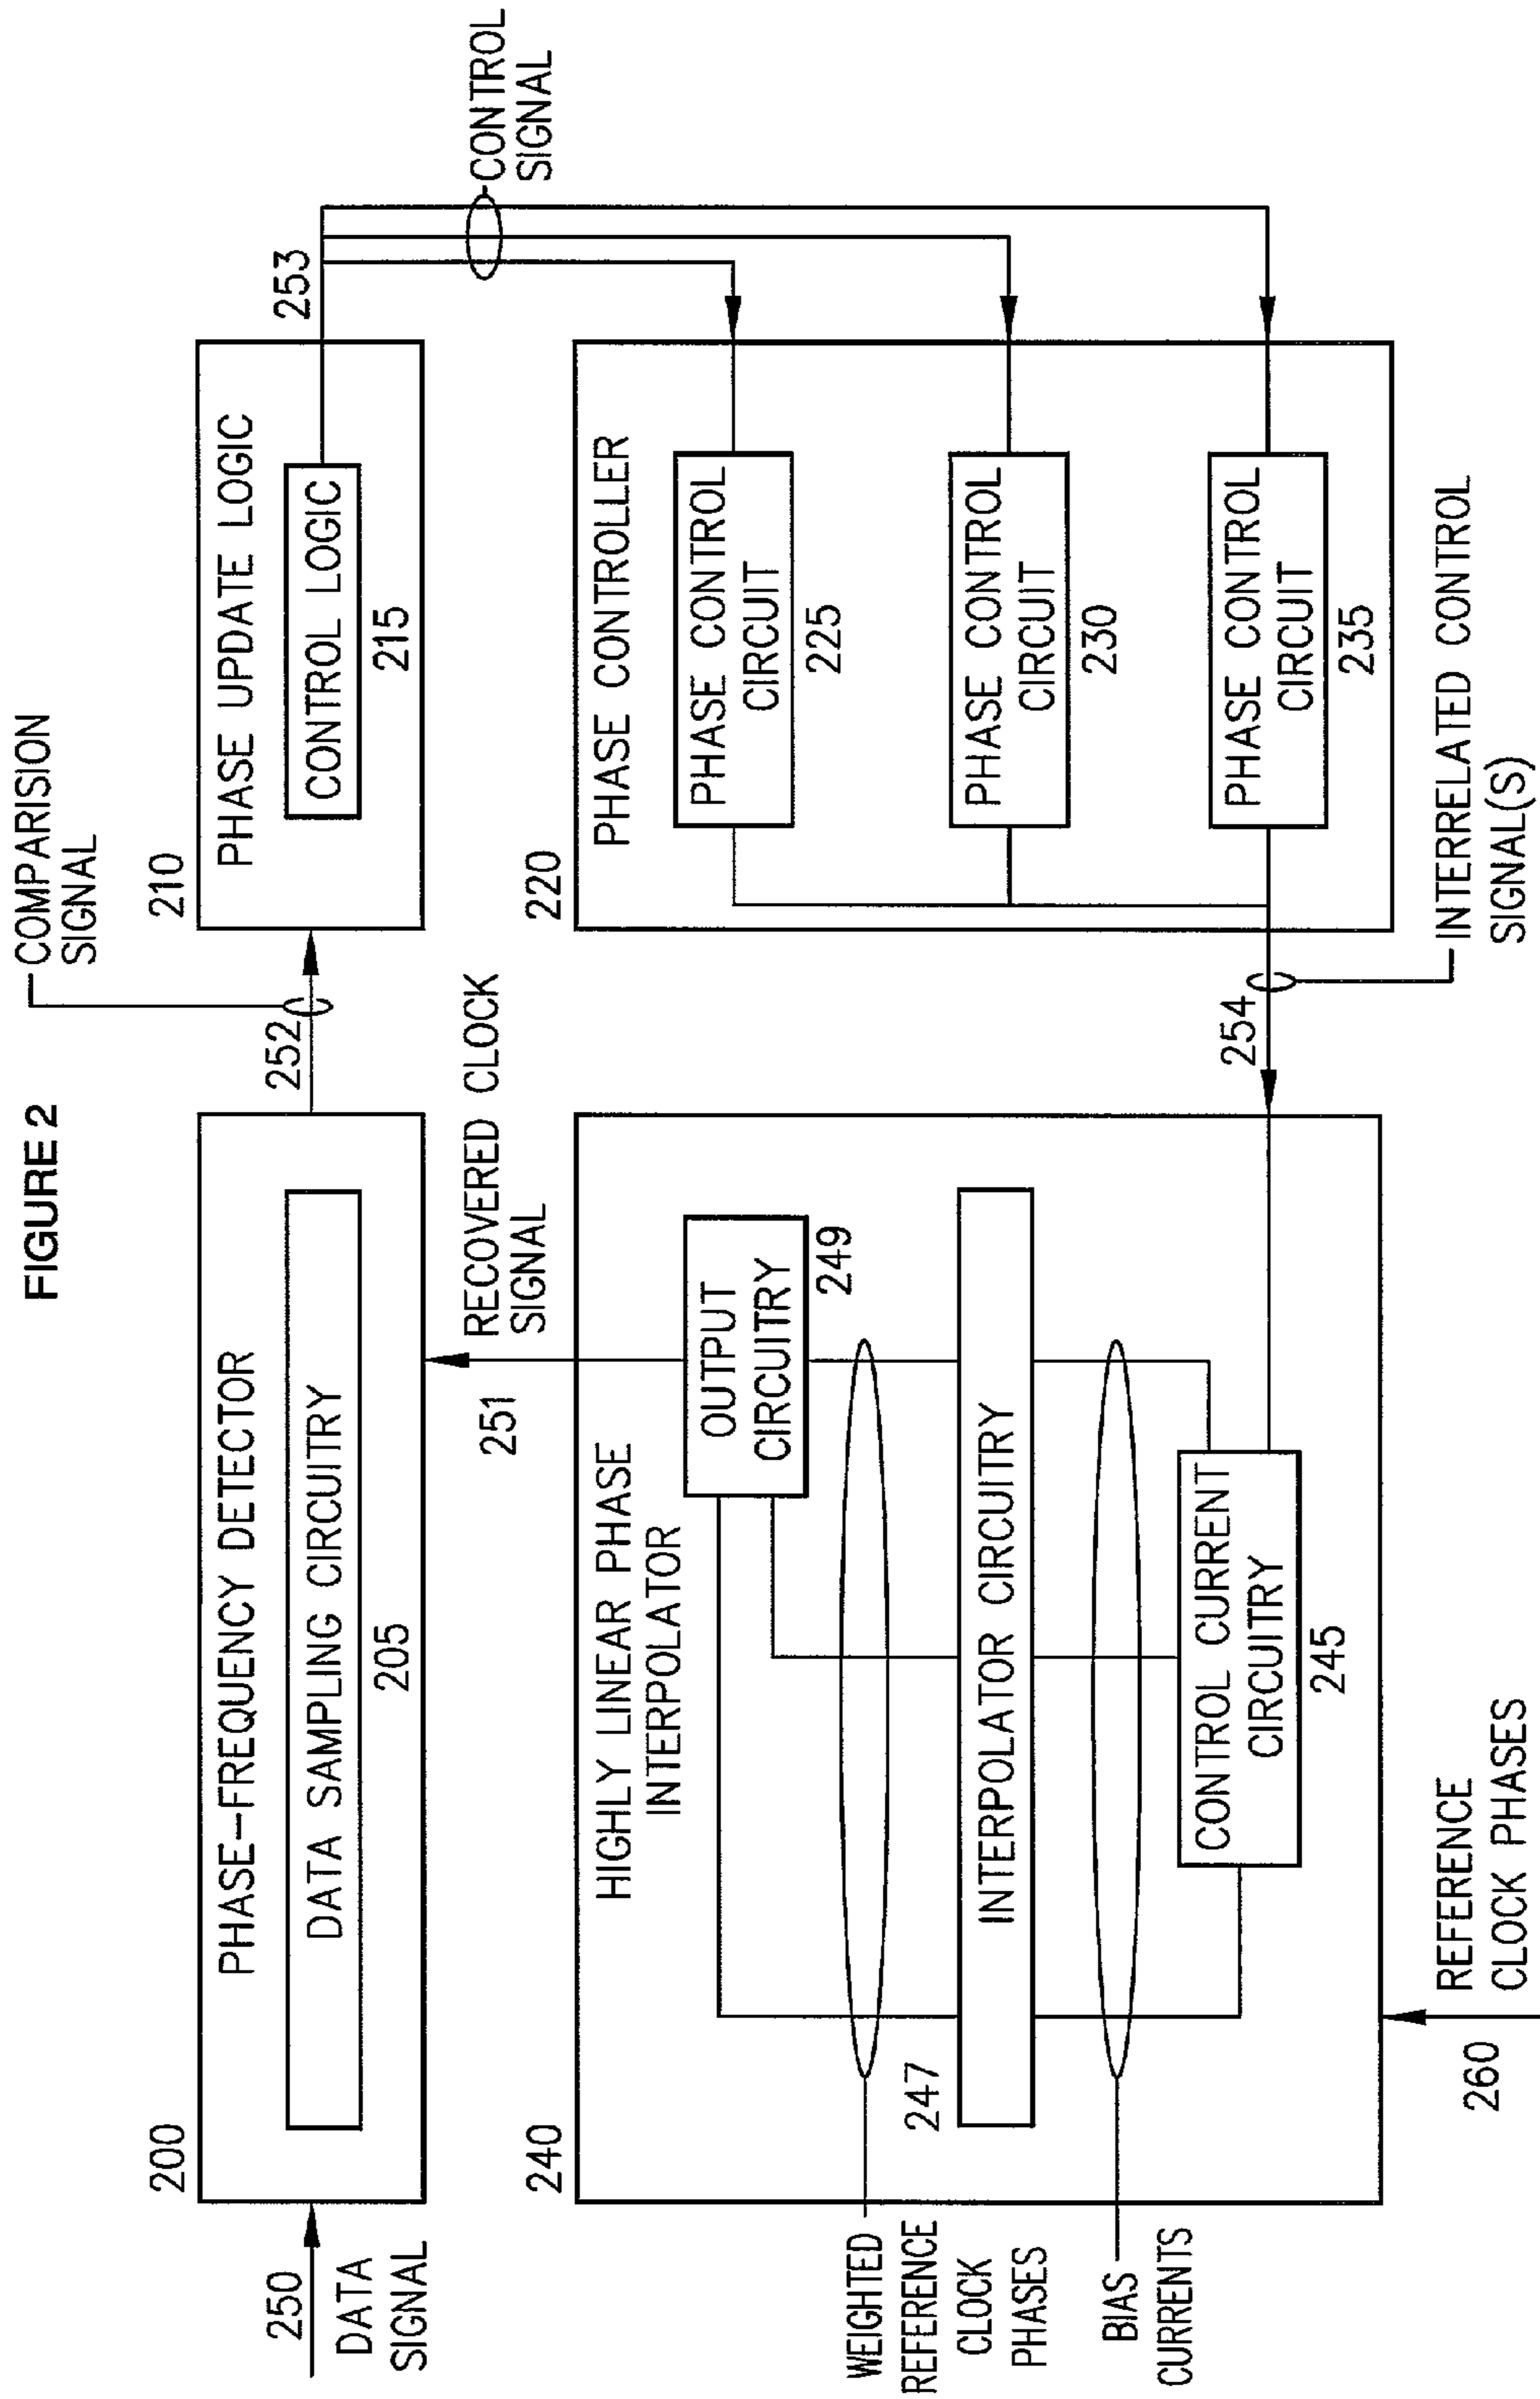 FIGURE 2
COMPARISION
SIGNAL
200
PHASE-FREQUENCY DETECTOR
DATA SAMPLING CIRCUITRY
205
250
DATA
SIGNAL
252
210
PHASE UPDATE LOGIC
CONTROL LOGIC
215
253
CONTROL
SIGNAL
251
RECOVERED CLOCK
SIGNAL
240
HIGHLY LINEAR PHASE
INTERPOLATOR
OUTPUT
CIRCUITRY
249
WEIGHTED
REFERENCE
CLOCK
PHASES
247
INTERPOLATOR CIRCUITRY
BIAS
CURRENTS
CONTROL CURRENT
CIRCUITRY
245
260
REFERENCE
CLOCK PHASES
220
PHASE CONTROLLER
PHASE CONTROL
CIRCUIT
225
PHASE CONTROL
CIRCUIT
230
PHASE CONTROL
CIRCUIT
235
254
INTERRELATED CONTROL
SIGNAL(S)